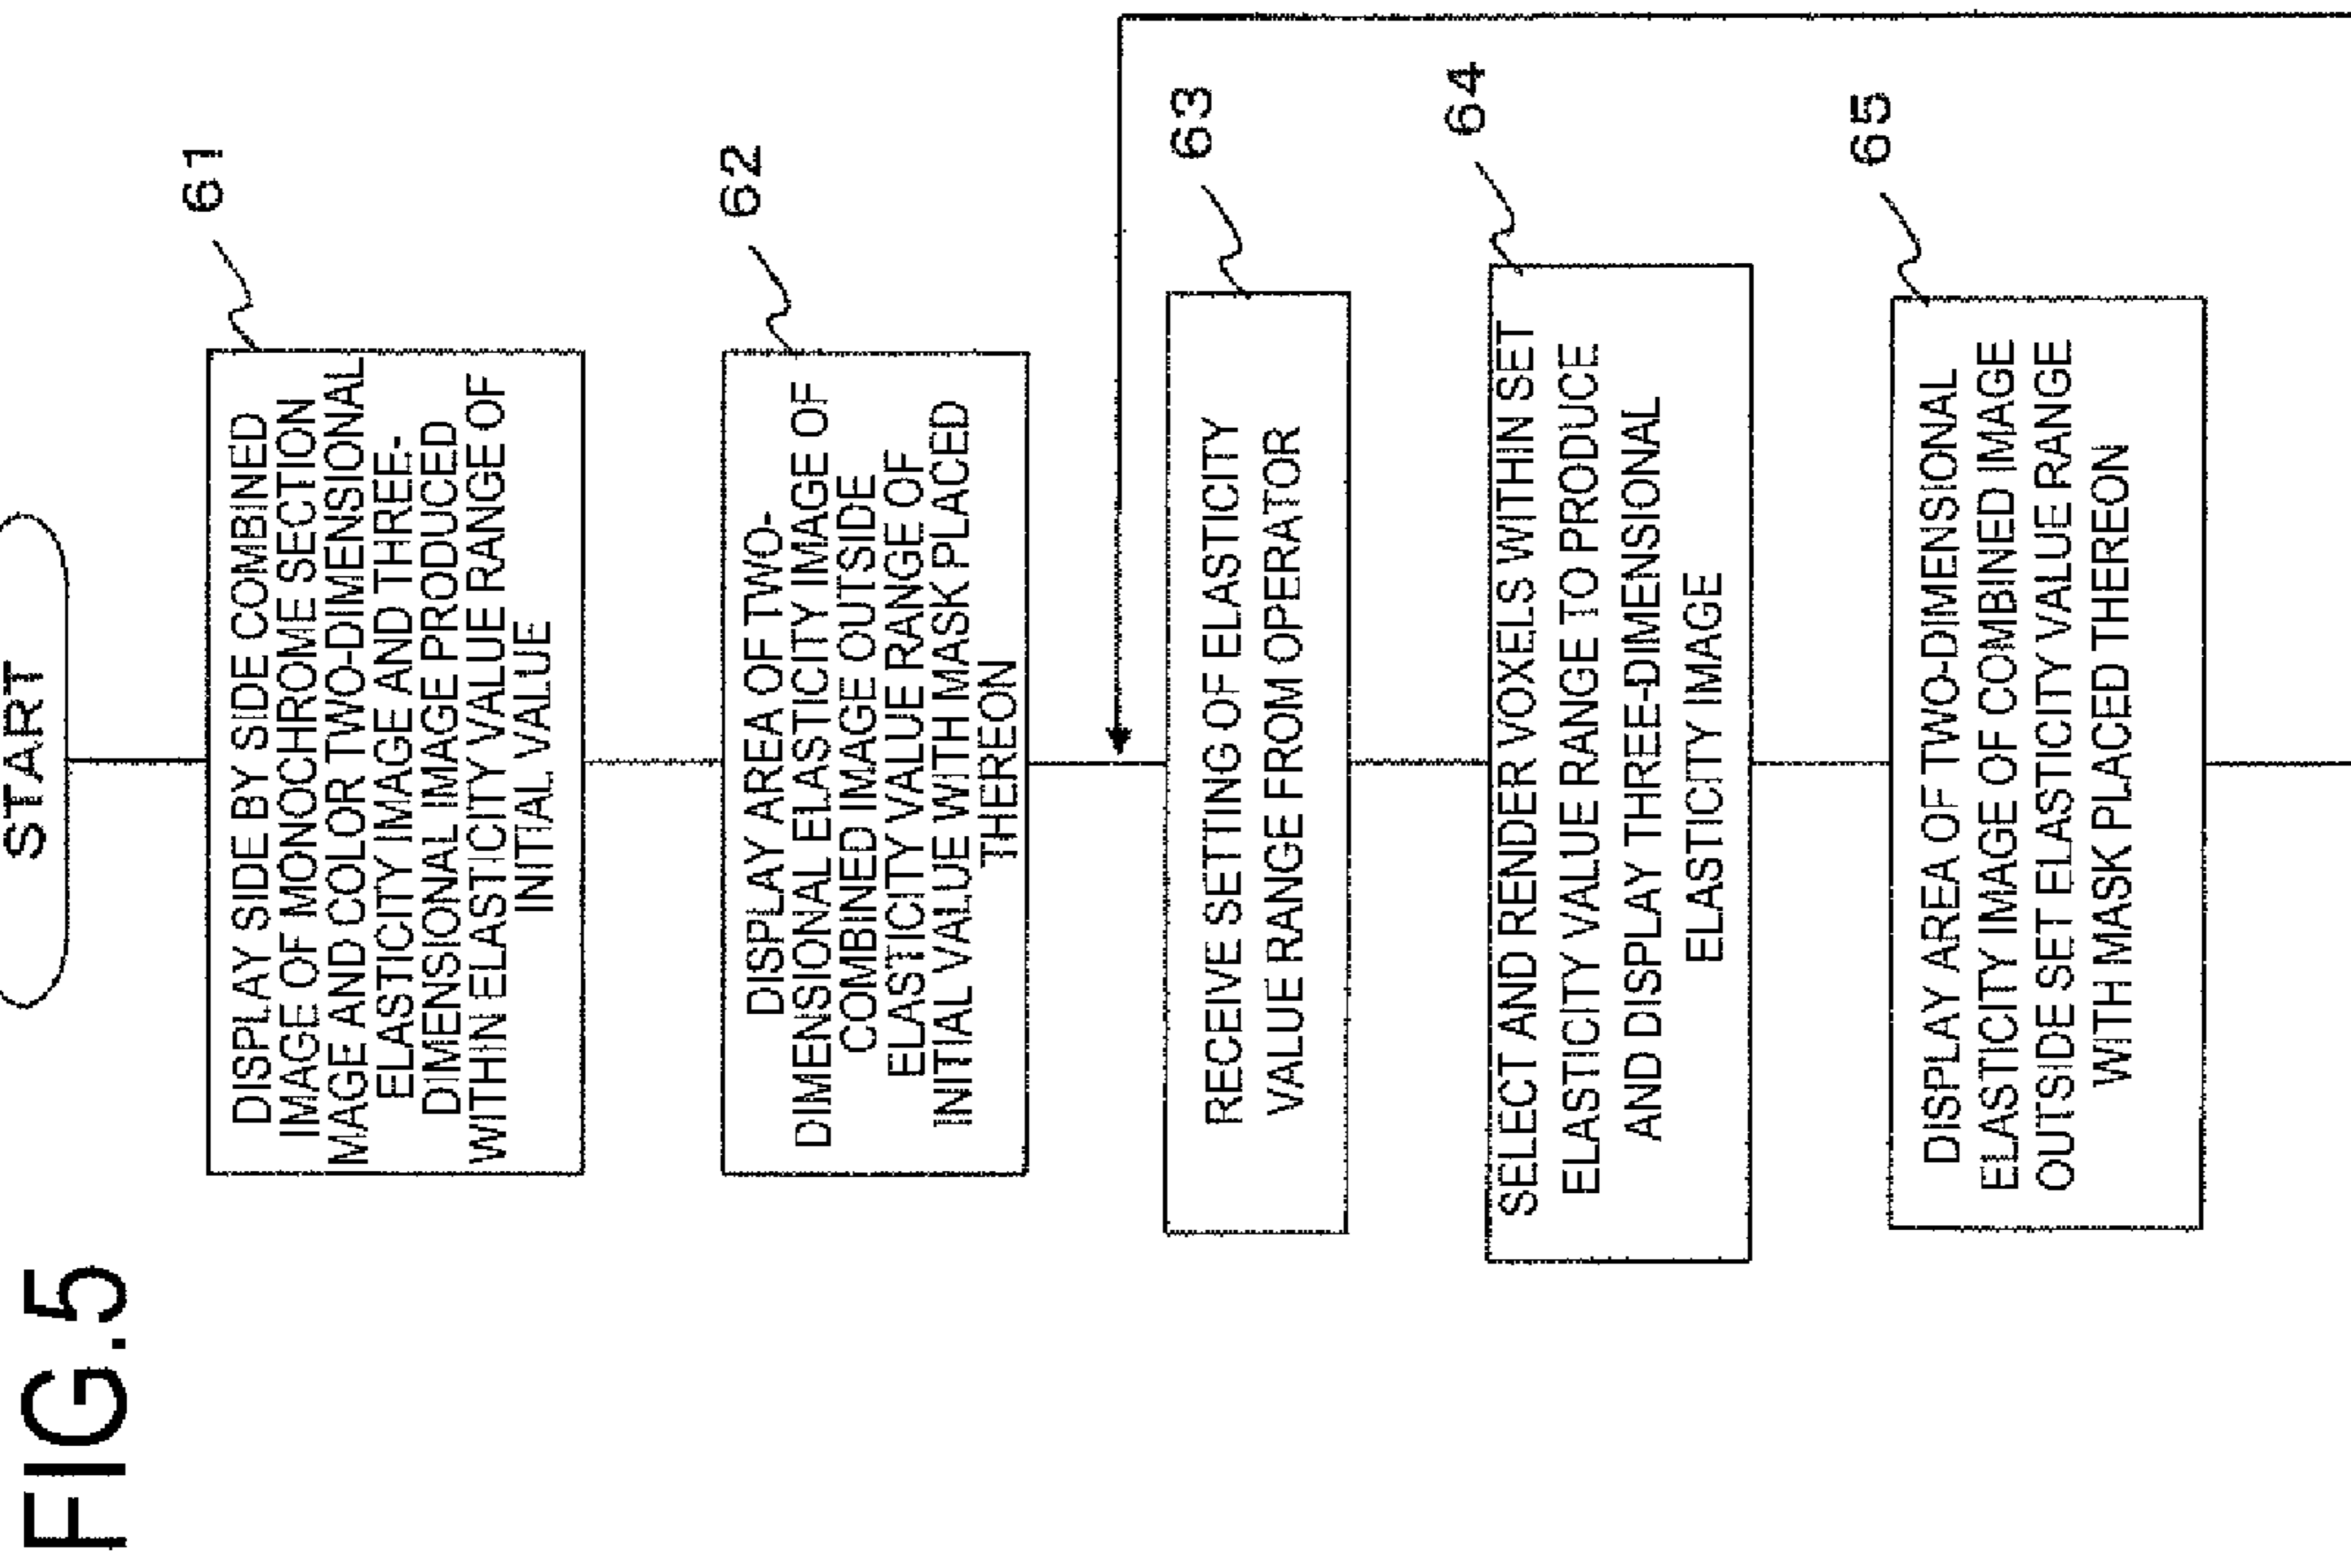 FIG.5
START
61
DISPLAY SIDE BY SIDE COMBINED
IMAGE OF MONOCHROME SECTION
IMAGE AND COLOR TWO-DIMENSIONAL
ELASTICITY IMAGE AND THREE-
DIMENSIONAL IMAGE PRODUCED
WITHIN ELASTICITY VALUE RANGE OF
INITIAL VALUE
62
DISPLAY AREA OF TWO-
DIMENSIONAL ELASTICITY IMAGE OF
COMBINED IMAGE OUTSIDE
ELASTICITY VALUE RANGE OF
INITIAL VALUE WITH MASK PLACED
THEREON
63
RECEIVE SETTING OF ELASTICITY
VALUE RANGE FROM OPERATOR
64
SELECT AND RENDER VOXELS WITHIN SET
ELASTICITY VALUE RANGE TO PRODUCE
AND DISPLAY THREE-DIMENSIONAL
ELASTICITY IMAGE
65
DISPLAY AREA OF TWO-DIMENSIONAL
ELASTICITY IMAGE OF COMBINED IMAGE
OUTSIDE SET ELASTICITY VALUE RANGE
WITH MASK PLACED THEREON